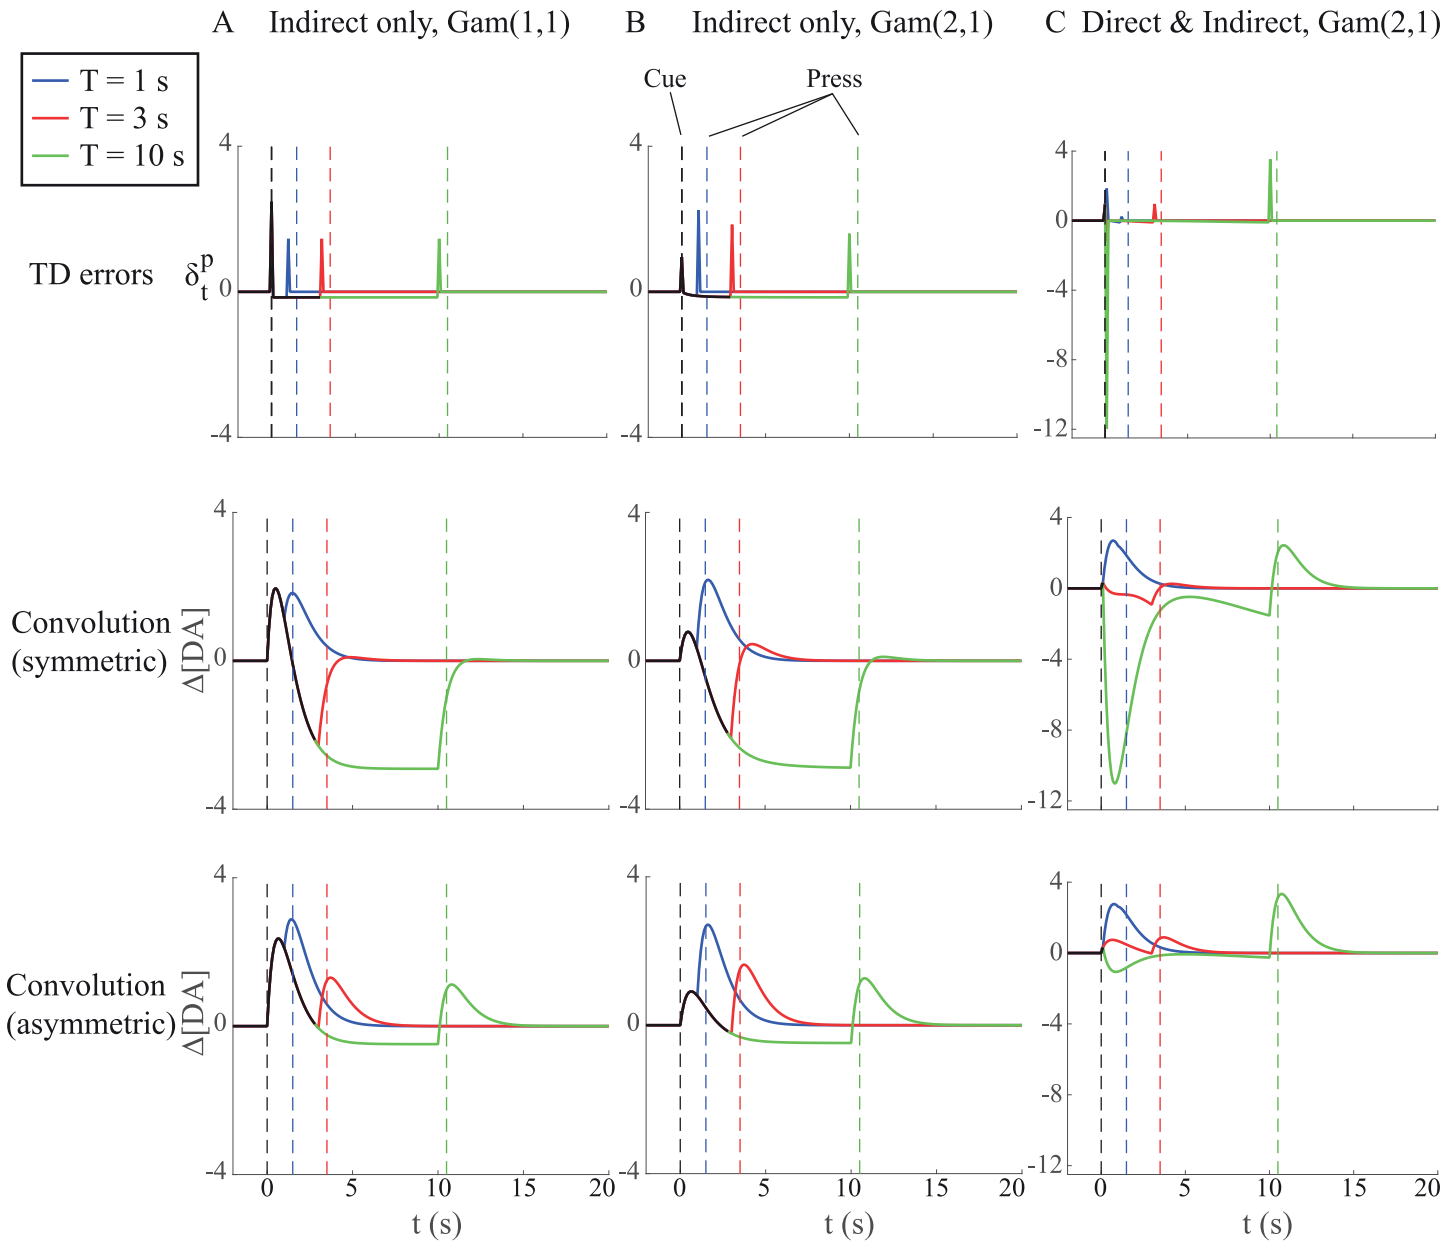 A Indirect only, Gam(1,1)
B Indirect only, Gam(2,1)
C Direct & Indirect, Gam(2,1)
T = 1 s
T = 3 s
T = 10 s
Cue
Press
TD errors
δ_t^p
4
0
-4
4
0
-4
4
0
-4
-8
-12
Convolution
(symmetric)
Δ[DA]
4
0
-4
4
0
-4
4
0
-4
-8
-12
Convolution
(asymmetric)
Δ[DA]
4
0
-4
4
0
-4
4
0
-4
-8
-12
0 5 10 15 20
0 5 10 15 20
0 5 10 15 20
t (s)
t (s)
t (s)